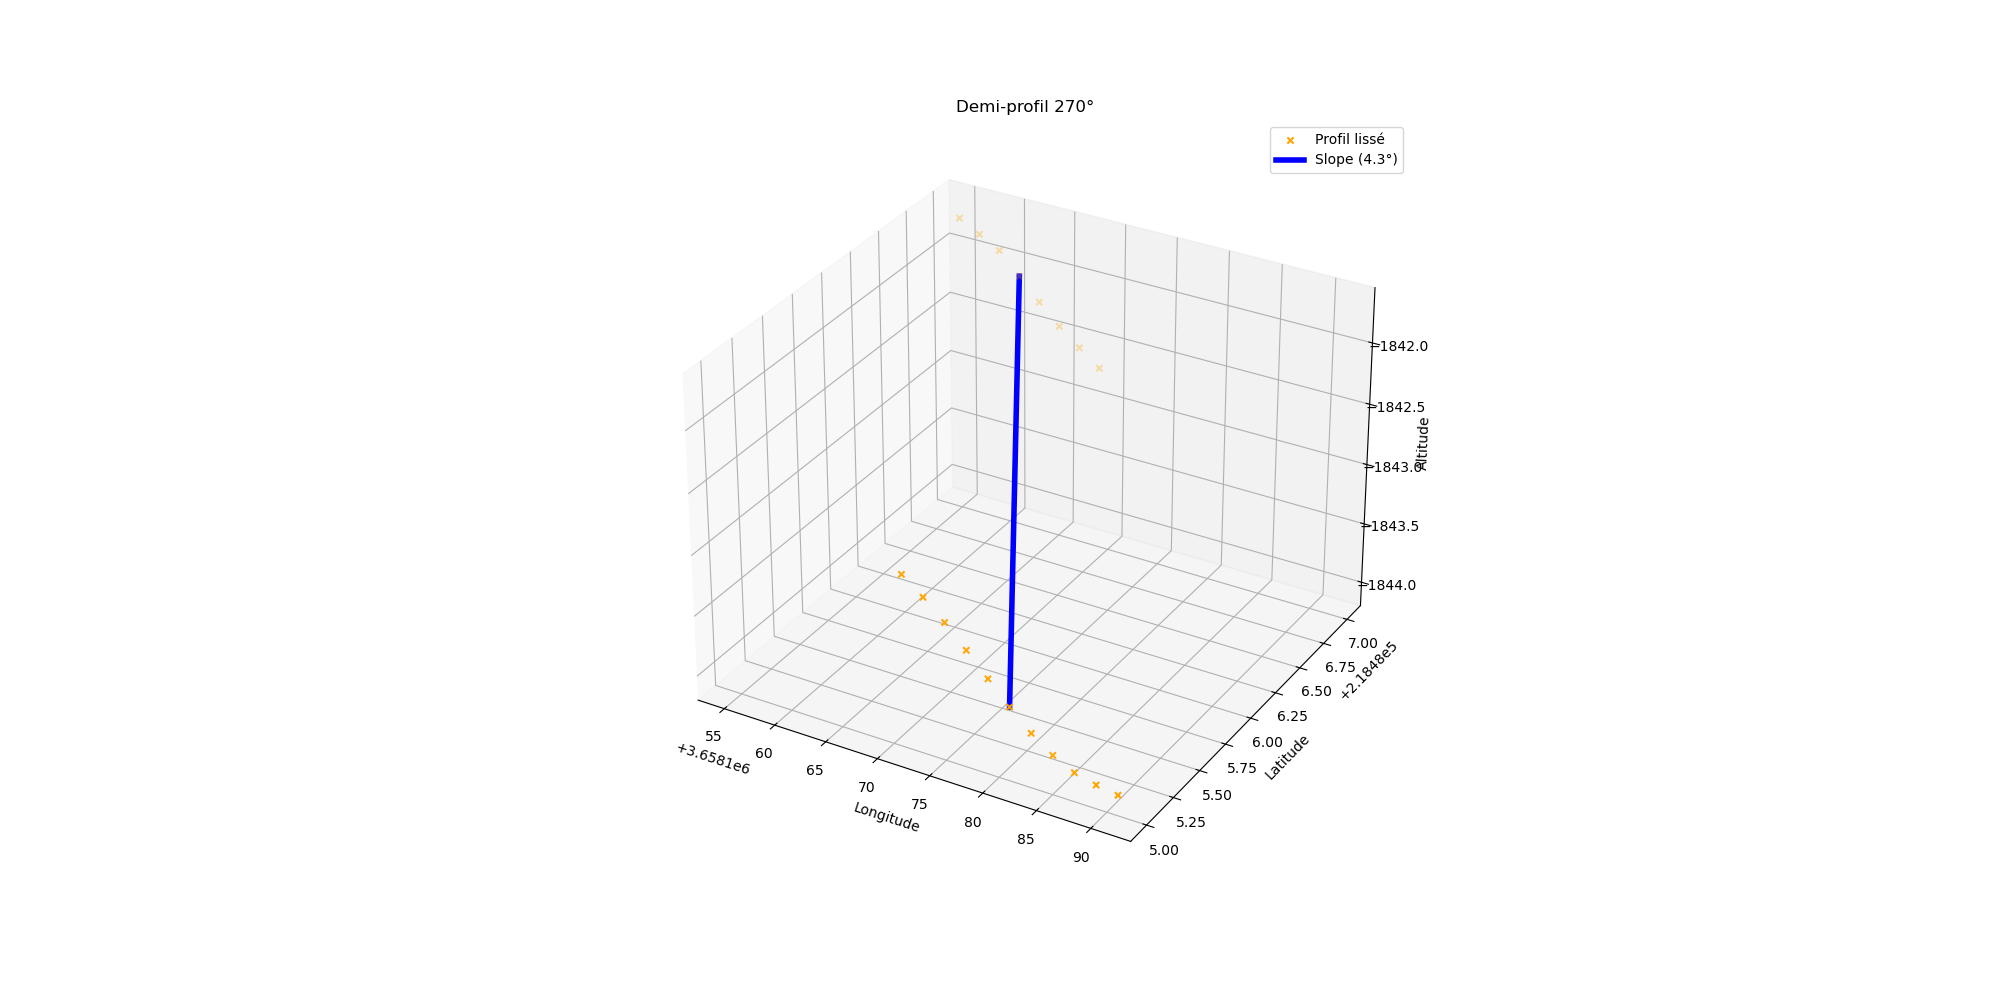 Demi-profil 270°
Profil lissé
Slope (4.3°)
−1842.0
−1842.5
−1843.0
−1843.5
−1844.0
Altitude
7.00
6.75
6.50
6.25
6.00
5.75
5.50
5.25
5.00
+2.1848e5
Latitude
55
60
65
70
75
80
85
90
+3.6581e6
Longitude